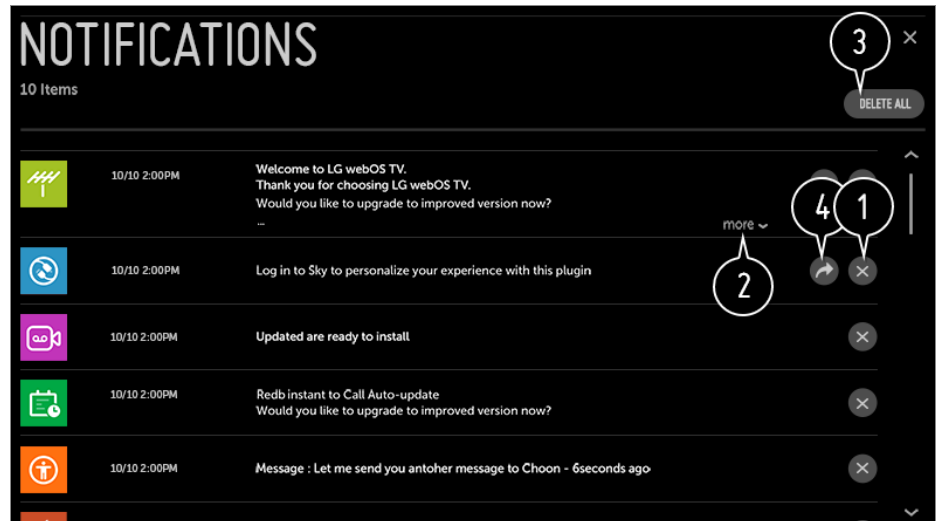 NOTIFICATIONS
3
10 Items
DELETE ALL
10/10 2:00PM
Welcome to LG webOS TV.
Thank you for choosing LG webOS TV.
Would you like to upgrade to improved version now?
...
more
4
1
10/10 2:00PM
Log in to Sky to personalize your experience with this plugin
2
10/10 2:00PM
Updated are ready to install
10/10 2:00PM
Redb instant to Call Auto-update
Would you like to upgrade to improved version now?
10/10 2:00PM
Message : Let me send you antoher message to Choon - 6seconds ago